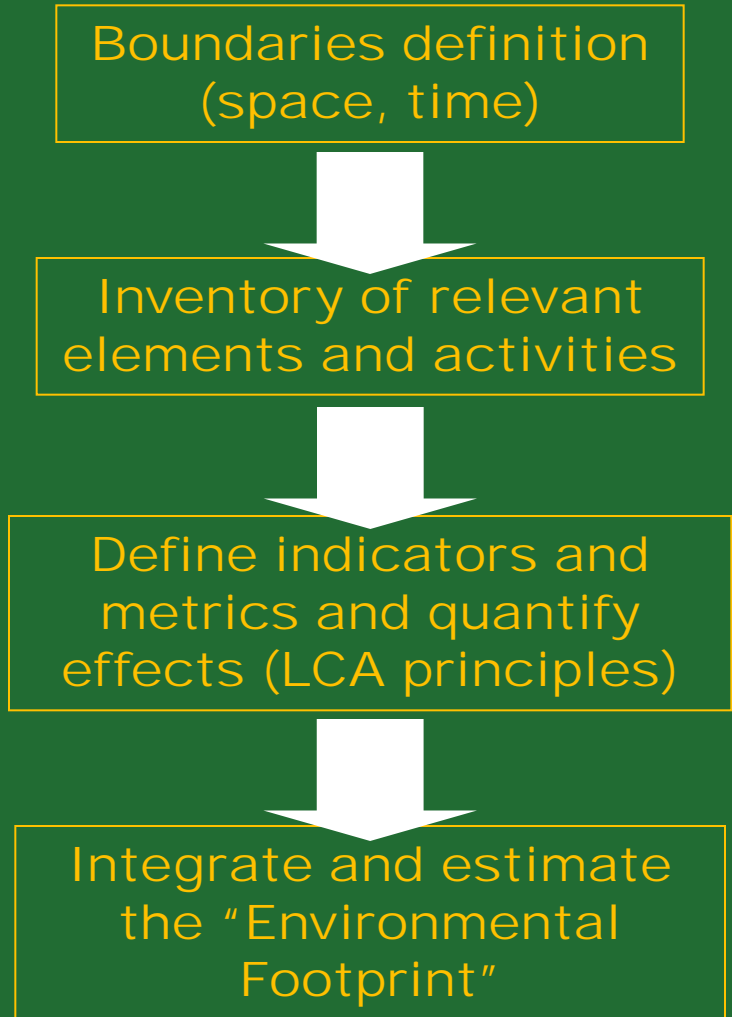 Boundaries definition
(space, time)
Inventory of relevant
elements and activities
Define indicators and
metrics and quantify
effects (LCA principles)
Integrate and estimate
the “Environmental
Footprint”